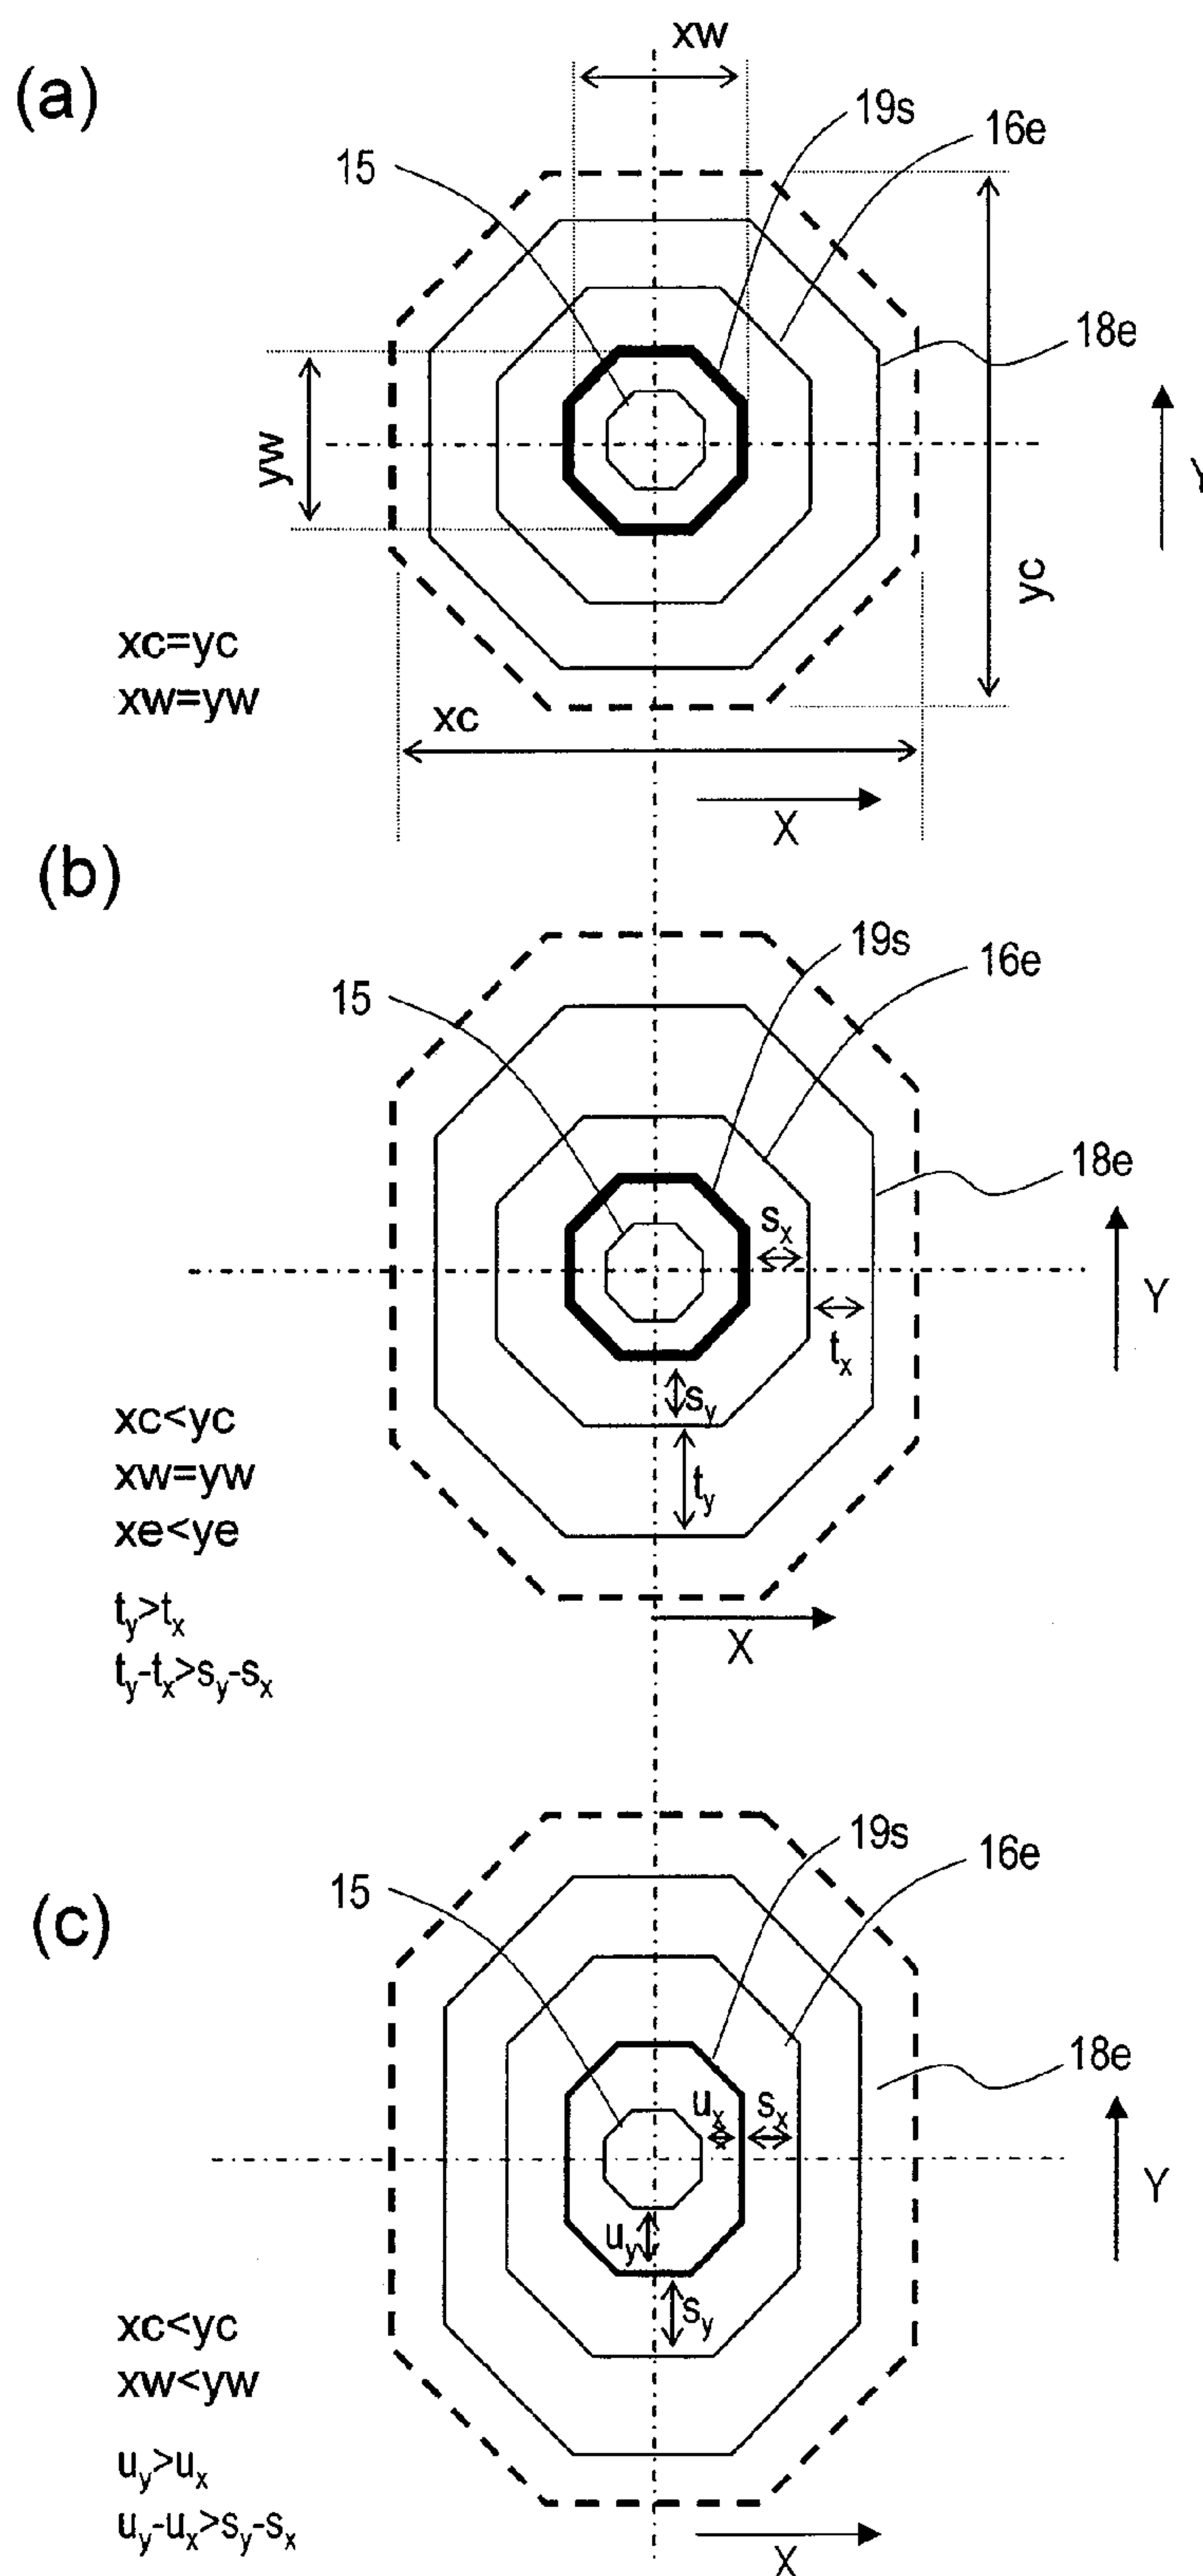 (a)
xw
19s
16e
15
18e
yw
Y
yc
xc=yc
xw=yw
xc
X
(b)
19s
16e
15
18e
sx
Y
tx
sy
xc<yc
xw=yw
xe<ye
ty
ty>tx
ty-tx>sy-sx
X
(c)
19s
16e
15
18e
ux
sx
Y
uy
sy
xc<yc
xw<yw
uy>ux
uy-ux>sy-sx
X